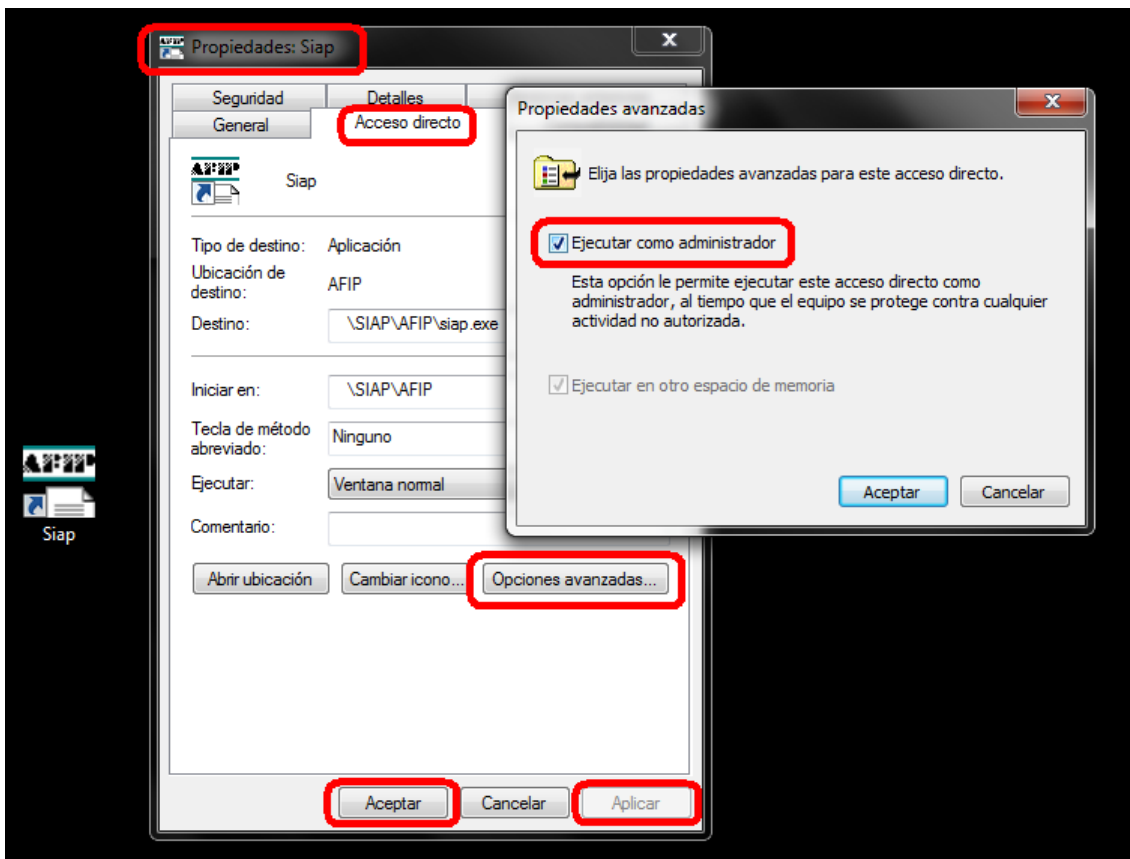 Propiedades: Siap
Seguridad
Detalles
General
Acceso directo
AFIP
Siap
Tipo de destino:
Aplicación
Ubicación de
destino:
AFIP
Destino:
\SIAP\AFIP\siap.exe
Iniciar en:
\SIAP\AFIP
Tecla de método
abreviado:
Ninguno
Ejecutar:
Ventana normal
Comentario:
Abrir ubicación
Cambiar icono...
Opciones avanzadas...
Aceptar
Cancelar
Aplicar
Propiedades avanzadas
Elija las propiedades avanzadas para este acceso directo.
Ejecutar como administrador
Esta opción le permite ejecutar este acceso directo como
administrador, al tiempo que el equipo se protege contra cualquier
actividad no autorizada.
Ejecutar en otro espacio de memoria
Aceptar
Cancelar
AFIP
Siap